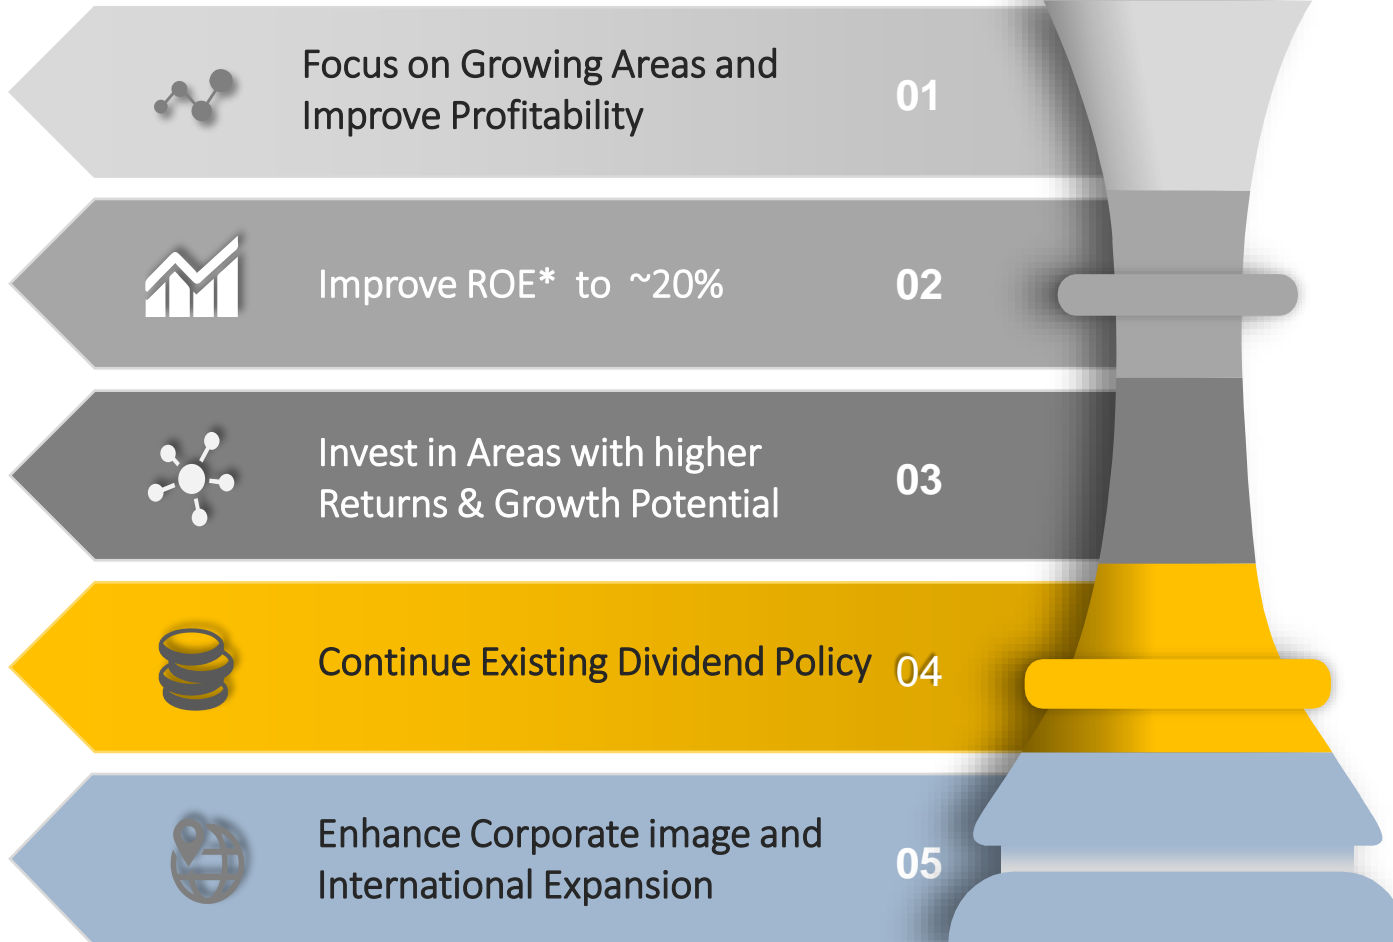 Focus on Growing Areas and
Improve Profitability
01
Improve ROE* to ~20%
02
Invest in Areas with higher
Returns & Growth Potential
03
Continue Existing Dividend Policy
04
Enhance Corporate image and
International Expansion
05